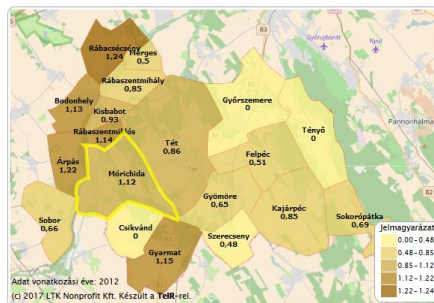 83
Győrújbarát
Nyúl
Rábacsécsény
1,24
Mérges
0,5
Rábaszentmihály
0,85
Bodonhely
1,13
Kisbabot
0,93
Győrszemere
0
Rábaszentmiklós
1,14
Tét
0,86
Tényő
0
Pannonhalma
Árpás
1,22
Mórichida
1,12
Felpéc
0,51
82
Gyömöre
0,65
Kajárpéc
0,85
Sobor
0,66
Sokorópátka
0,69
Csikvánd
0
Szerecseny
0,48
Gyarmat
1,15
Jelmagyarázat
0.00-0.48
0.48-0.85
0.85-1.12
1.12-1.22
1.22-1.24
Adat vonatkozási éve: 2012
(c) 2017 LTK Nonprofit Kft. Készült a TeIR-rel.